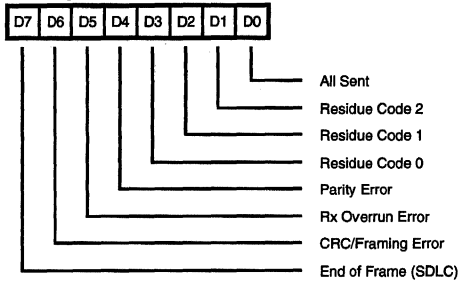 D7 D6 D5 D4 D3 D2 D1 D0
All Sent
Residue Code 2
Residue Code 1
Residue Code 0
Parity Error
Rx Overrun Error
CRC/Framing Error
End of Frame (SDLC)